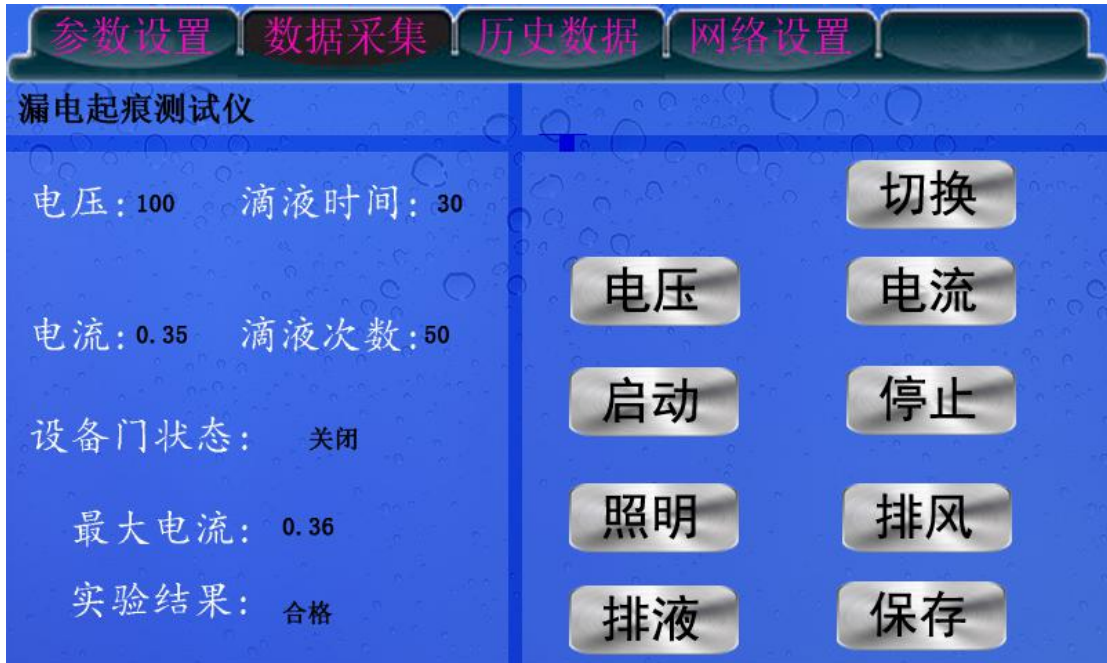 参数设置 数据采集 历史数据 网络设置
漏电起痕测试仪
电压:100 滴液时间:30
电流:0.35 滴液次数:50
设备门状态: 关闭
最大电流: 0.36
实验结果: 合格
切换
电压 电流
启动 停止
照明 排风
排液 保存